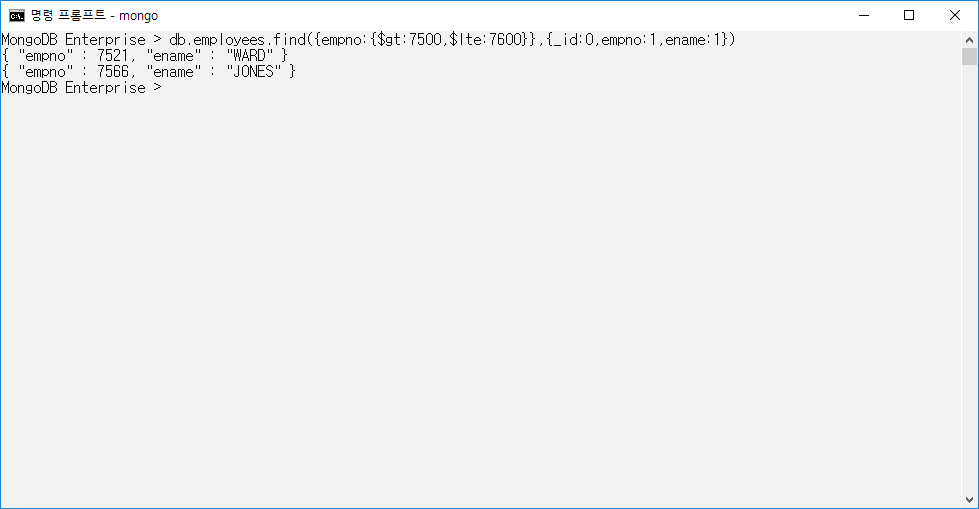 명령 프롬프트 - mongo
MongoDB Enterprise > db.employees.find({empno:{$gt:7500,$lte:7600}},{_id:0,empno:1,ename:1})
{ "empno" : 7521, "ename" : "WARD" }
{ "empno" : 7566, "ename" : "JONES" }
MongoDB Enterprise >